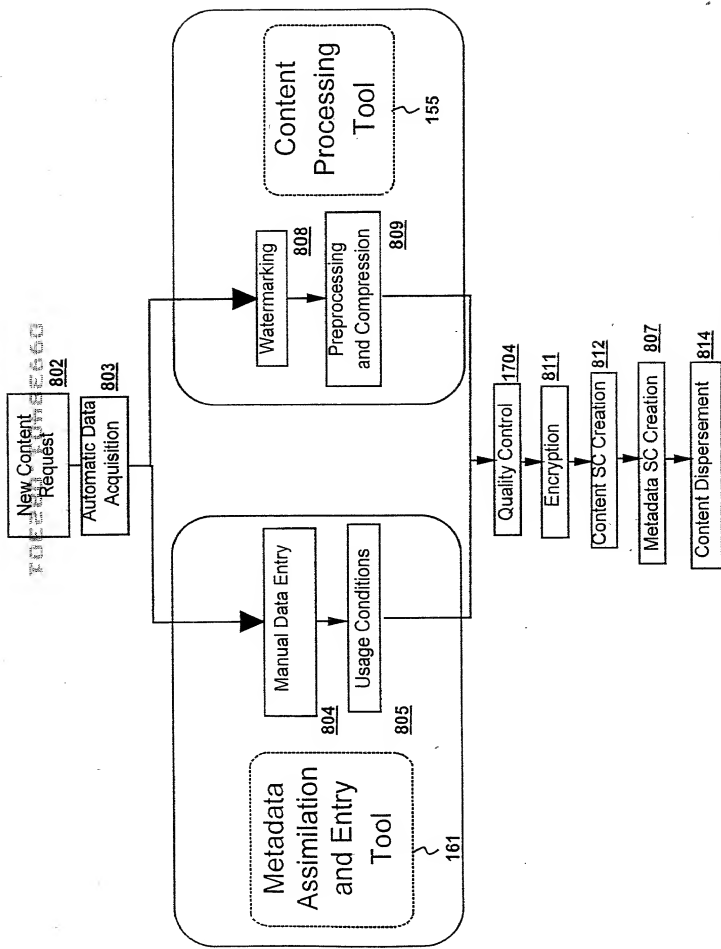 New Content
Request
802
Automatic Data
Acquisition
803
Metadata
Assimilation
and Entry
Tool
161
Manual Data Entry
804
Usage Conditions
805
Watermarking
808
Preprocessing
and Compression
809
Content
Processing
Tool
155
Quality Control
1704
Encryption
811
Content SC Creation
812
Metadata SC Creation
807
Content Dispersement
814